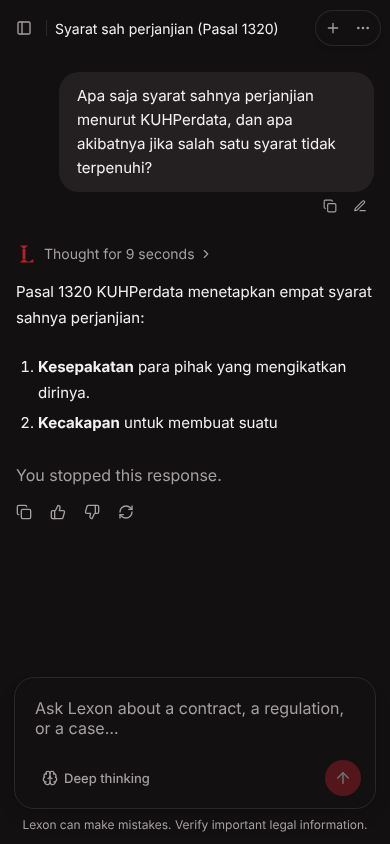 Syarat sah perjanjian (Pasal 1320)
Apa saja syarat sahnya perjanjian
menurut KUHPerdata, dan apa
akibatnya jika salah satu syarat tidak
terpenuhi?
L Thought for 9 seconds
Pasal 1320 KUHPerdata menetapkan empat syarat
sahnya perjanjian:
1. Kesepakatan para pihak yang mengikatkan
dirinya.
2. Kecakapan untuk membuat suatu
You stopped this response.
Ask Lexon about a contract, a regulation,
or a case...
Deep thinking
Lexon can make mistakes. Verify important legal information.